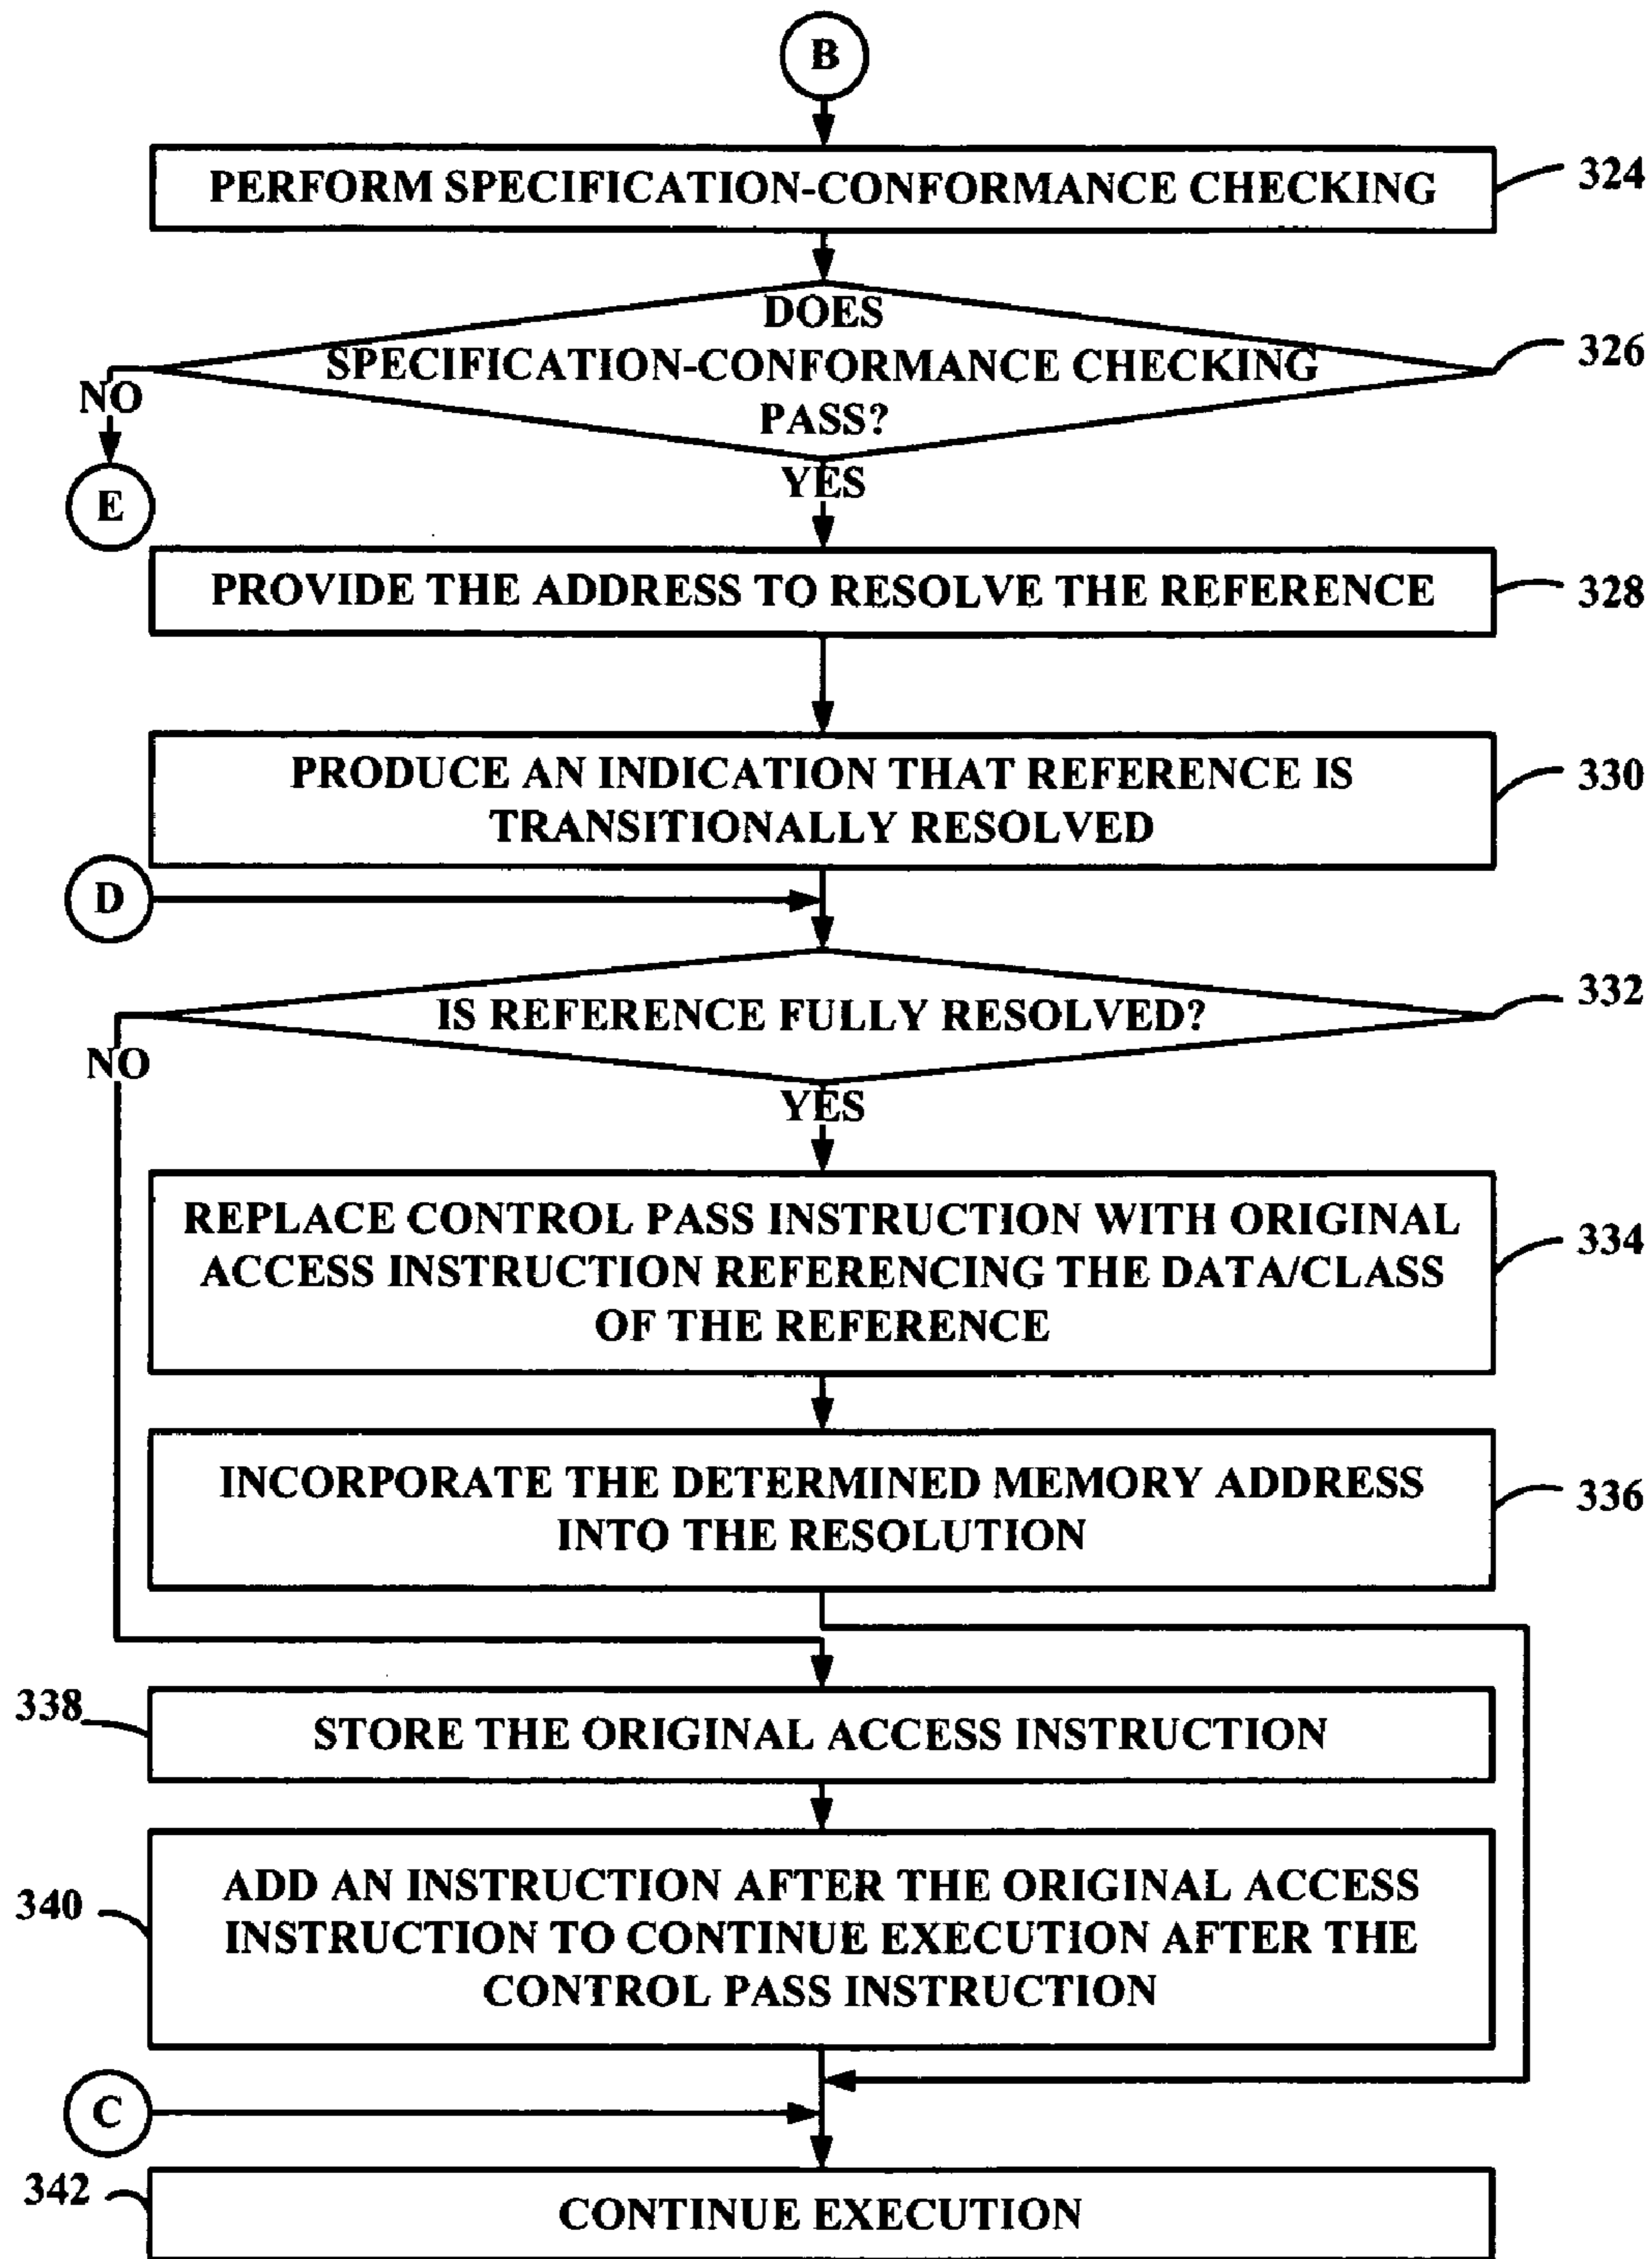 B
PERFORM SPECIFICATION-CONFORMANCE CHECKING
324
DOES
SPECIFICATION-CONFORMANCE CHECKING
PASS?
326
NO
E
YES
PROVIDE THE ADDRESS TO RESOLVE THE REFERENCE
328
PRODUCE AN INDICATION THAT REFERENCE IS
TRANSITIONALLY RESOLVED
330
D
IS REFERENCE FULLY RESOLVED?
332
NO
YES
REPLACE CONTROL PASS INSTRUCTION WITH ORIGINAL
ACCESS INSTRUCTION REFERENCING THE DATA/CLASS
OF THE REFERENCE
334
INCORPORATE THE DETERMINED MEMORY ADDRESS
INTO THE RESOLUTION
336
338
STORE THE ORIGINAL ACCESS INSTRUCTION
340
ADD AN INSTRUCTION AFTER THE ORIGINAL ACCESS
INSTRUCTION TO CONTINUE EXECUTION AFTER THE
CONTROL PASS INSTRUCTION
C
342
CONTINUE EXECUTION